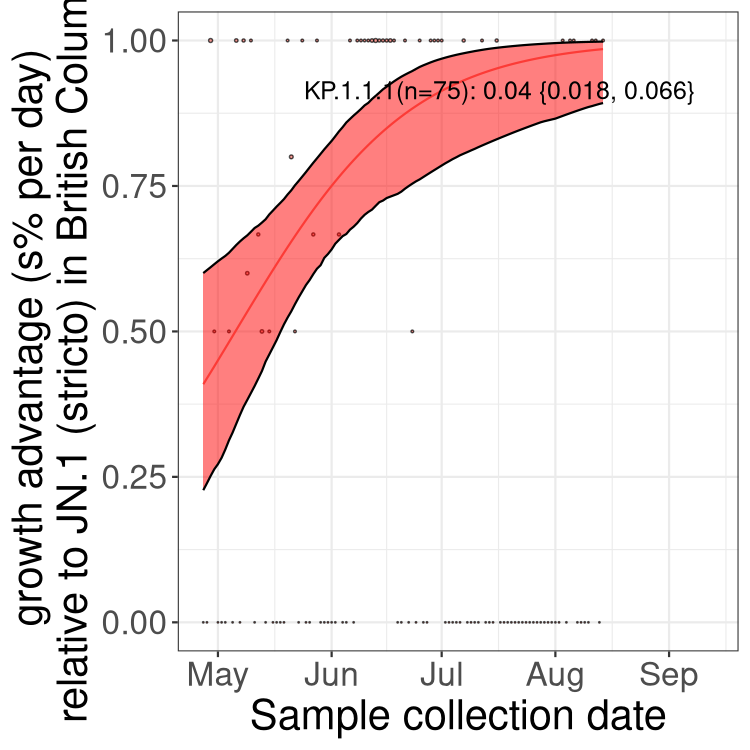 growth advantage (s% per day)
relative to JN.1 (stricto) in British Colum
1.00
0.75
0.50
0.25
0.00
KP.1.1.1(n=75): 0.04 {0.018, 0.066}
May Jun Jul Aug Sep
Sample collection date